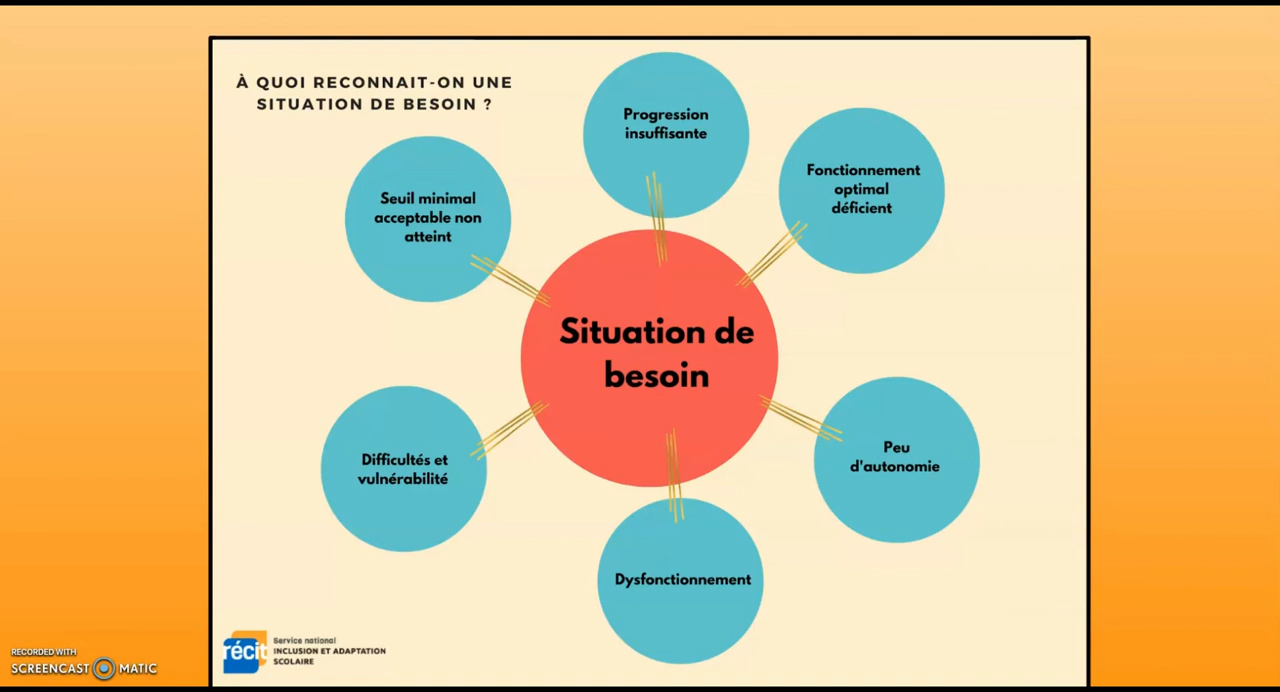 À QUOI RECONNAIT-ON UNE
SITUATION DE BESOIN ?
Progression
insuffisante
Fonctionnement
optimal
déficient
Seuil minimal
acceptable non
atteint
Situation de
besoin
Difficultés et
vulnérabilité
Peu
d'autonomie
Dysfonctionnement
récit
Service national
INCLUSION ET ADAPTATION
SCOLAIRE
RECORDED WITH
SCREENCAST MATIC